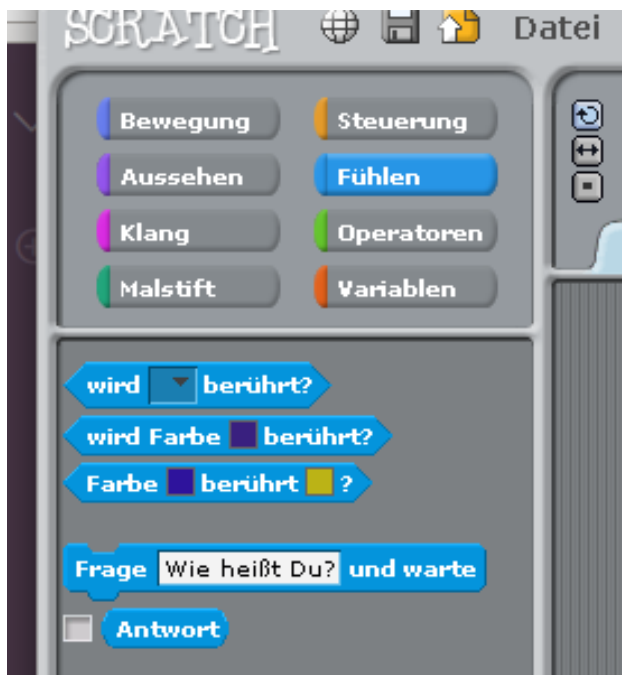 SCRATCH Datei
Bewegung Steuerung
Aussehen Fühlen
Klang Operatoren
Malstift Variablen
wird berührt?
wird Farbe berührt?
Farbe berührt ?
Frage Wie heißt Du? und warte
Antwort